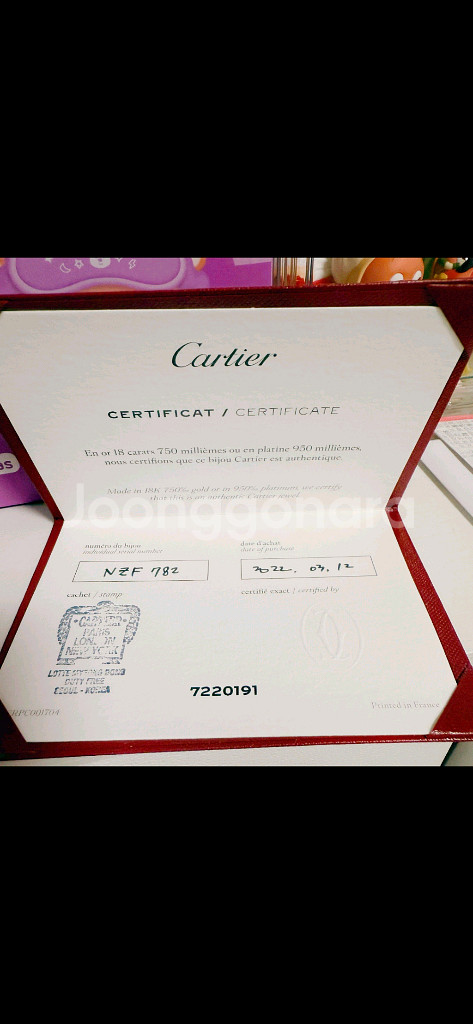 Cartier
CERTIFICAT / CERTIFICATE
En or 18 carats 750 millièmes ou en platine 950 millièmes,
nous certifions que ce bijou Cartier est authentique.
Made in 18K 750‰ gold or in 950‰ platinum, we certify
that this is an authentic Cartier jewel.
Joonggonara
numéro du bijou
individual serial number
date d'achat
date of purchase
NZF 782
2022. 03. 12
cachet / stamp
certifié exact / certified by
CARTIER
PARIS
LONDON
NEW YORK
DUTY FREE
SEOUL - KOREA
7220191
RPC001704
Printed in France